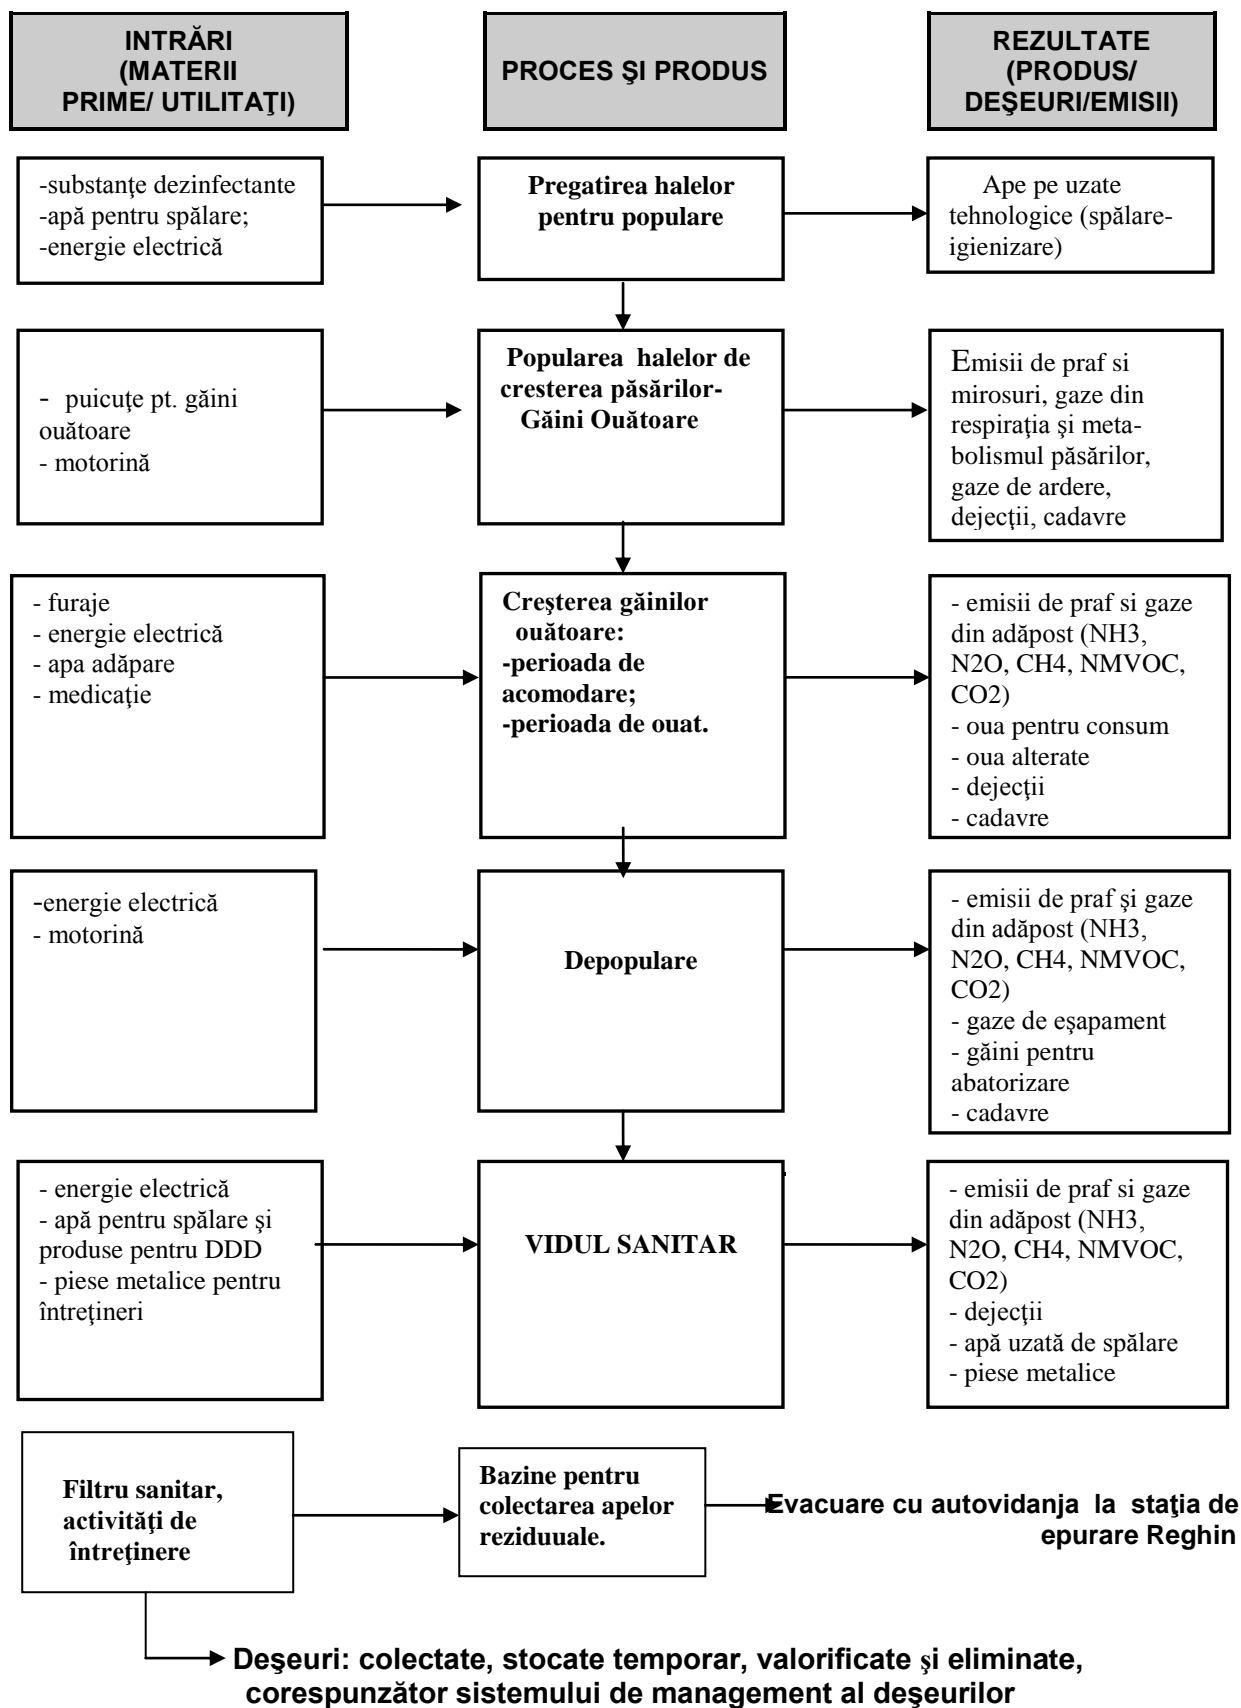 INTRĂRI
(MATERII
PRIME/ UTILITAŢI)
PROCES ŞI PRODUS
REZULTATE
(PRODUS/
DEŞEURI/EMISII)
-substanţe dezinfectante
-apă pentru spălare;
-energie electrică
Pregatirea halelor
pentru populare
Ape pe uzate
tehnologice (spălare-
igienizare)
- puicuţe pt. găini
ouătoare
- motorină
Popularea halelor de
cresterea păsărilor-
Găini Ouătoare
Emisii de praf si
mirosuri, gaze din
respiraţia şi meta-
bolismul păsărilor,
gaze de ardere,
dejecţii, cadavre
- furaje
- energie electrică
- apa adăpare
- medicaţie
Creşterea găinilor
ouătoare:
-perioada de
acomodare;
-perioada de ouat.
- emisii de praf si gaze
din adăpost (NH3,
N2O, CH4, NMVOC,
CO2)
- oua pentru consum
- oua alterate
- dejecţii
- cadavre
-energie electrică
- motorină
Depopulare
- emisii de praf şi gaze
din adăpost (NH3,
N2O, CH4, NMVOC,
CO2)
- gaze de eşapament
- găini pentru
abatorizare
- cadavre
- energie electrică
- apă pentru spălare şi
produse pentru DDD
- piese metalice pentru
întreţineri
VIDUL SANITAR
- emisii de praf si gaze
din adăpost (NH3,
N2O, CH4, NMVOC,
CO2)
- dejecţii
- apă uzată de spălare
- piese metalice
Filtru sanitar,
activităţi de
întreţinere
Bazine pentru
colectarea apelor
reziduuale.
Evacuare cu autovidanja la staţia de
epurare Reghin
Deşeuri: colectate, stocate temporar, valorificate şi eliminate,
corespunzător sistemului de management al deşeurilor